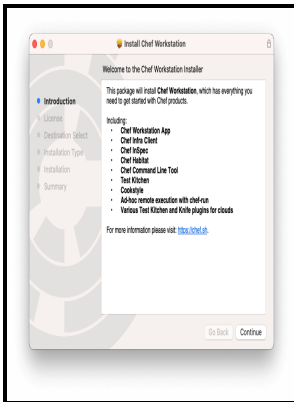 Install Chef Workstation
Welcome to the Chef Workstation Installer
Introduction
License
Destination Select
Installation Type
Installation
Summary
This package will install Chef Workstation, which has everything you
need to get started with Chef products.
Including:
• Chef Workstation App
• Chef Infra Client
• Chef InSpec
• Chef Habitat
• Chef Command Line Tool
• Test Kitchen
• Cookstyle
• Ad-hoc remote execution with chef-run
• Various Test Kitchen and Knife plugins for clouds
For more information please visit: https://chef.sh.
Go Back
Continue